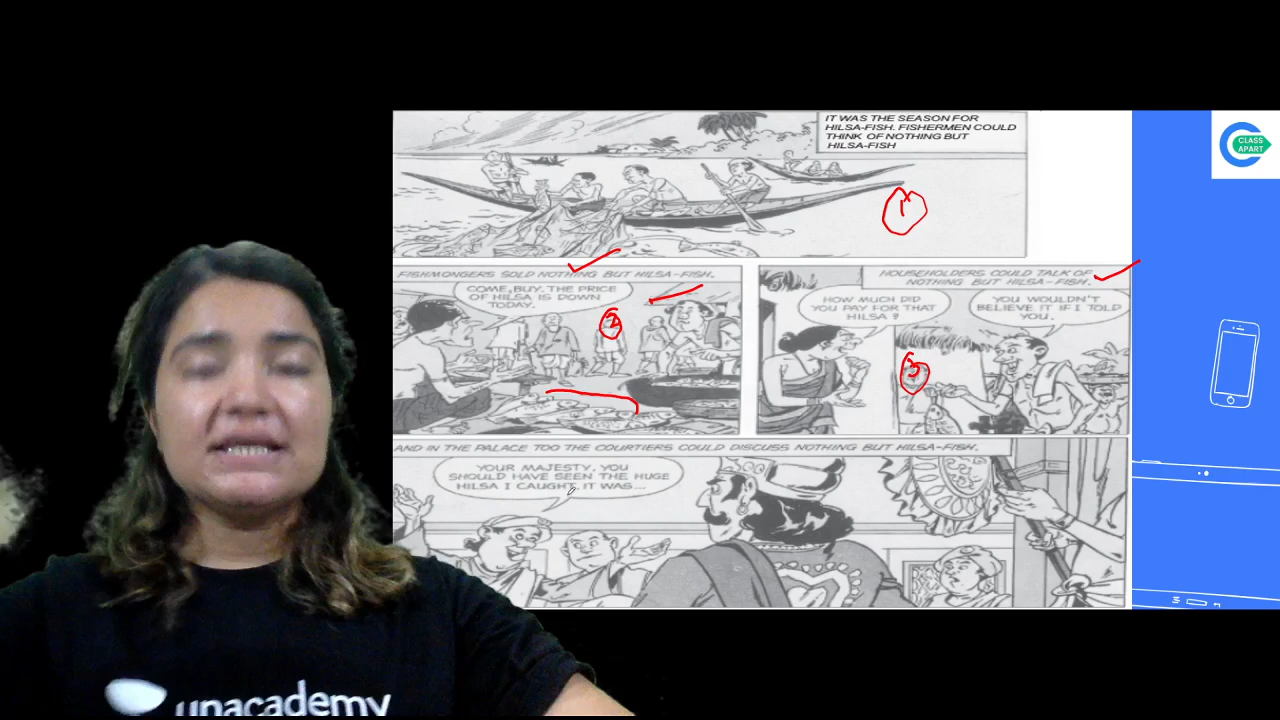 IT WAS THE SEASON FOR
HILSA-FISH. FISHERMEN COULD
THINK OF NOTHING BUT
HILSA-FISH
1
FISHMONGERS SOLD NOTHING BUT HILSA-FISH.
COME, BUY. THE PRICE
OF HILSA IS DOWN
TODAY.
2
HOUSEHOLDERS COULD TALK OF
NOTHING BUT HILSA-FISH.
HOW MUCH DID
YOU PAY FOR THAT
HILSA?
YOU WOULDN'T
BELIEVE IT IF I TOLD
YOU.
3
AND IN THE PALACE TOO THE COURTIERS COULD DISCUSS NOTHING BUT HILSA-FISH.
YOUR MAJESTY, YOU
SHOULD HAVE SEEN THE HUGE
HILSA I CAUGHT. IT WAS...
CLASS
APART
unacademy